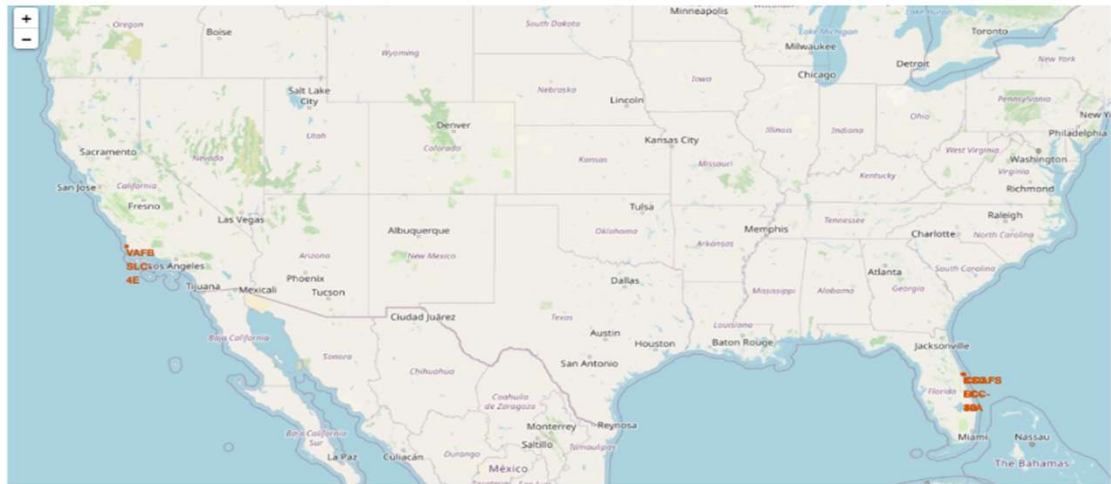 +
−
Oregon
Boise
South Dakota
Minneapolis
Lake Michigan
Lake Huron
Toronto
Wyoming
Milwaukee
Detroit
New York
Chicago
Iowa
Nebraska
Salt Lake
City
Lincoln
Pennsylvania
New Y
Utah
Denver
Colorado
Illinois
Indiana
Ohio
Philadelphia
Sacramento
Nevada
Kansas City
Kansas
Missouri
West Virginia
Washington
Virginia
San Jose
California
Kentucky
Richmond
Fresno
Las Vegas
Tulsa
Albuquerque
Oklahoma
Memphis
Tennessee
Raleigh
Charlotte
North Carolina
Arizona
New Mexico
Arkansas
VAFB
SLC-
4E
Los Angeles
Tijuana
Mexicali
Phoenix
Tucson
Dallas
Mississippi
Alabama
Atlanta
Georgia
South Carolina
Ciudad Juárez
Texas
Louisiana
Baja California
Sonora
Austin
Houston
Baton Rouge
Jacksonville
San Antonio
Chihuahua
Florida
Coahuila
de Zaragoza
Monterrey
Reynosa
Baja California
Sur
Saltillo
Tamaulipas
Miami
Nassau
La Paz
Culiacán
Durango
México
The Bahamas